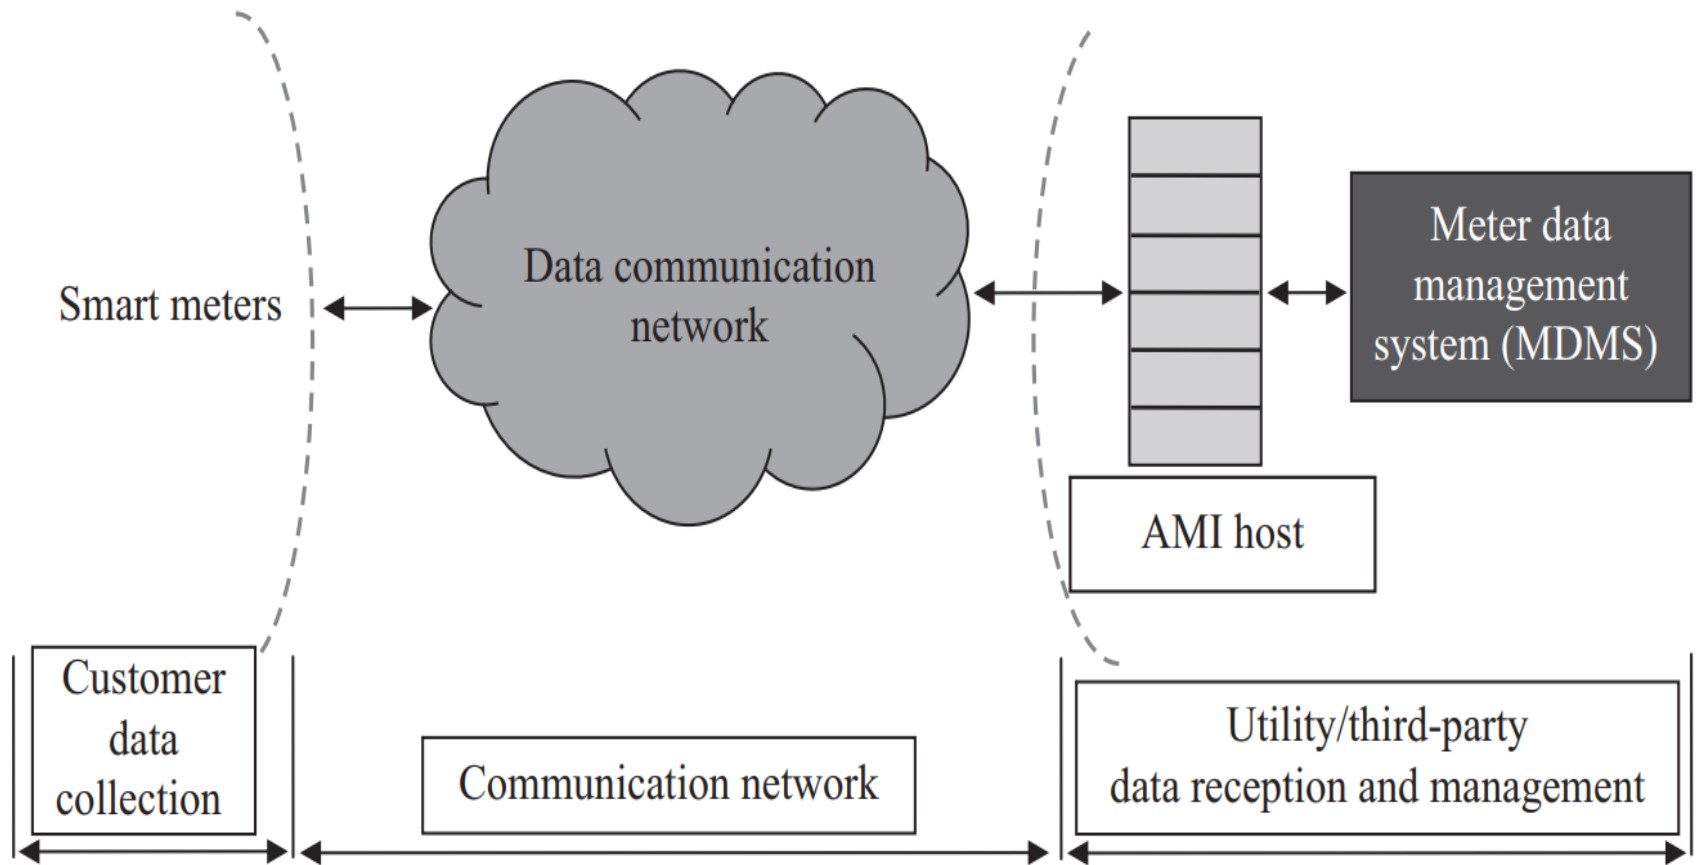 Smart meters
Data communication
network
Meter data
management
system (MDMS)
AMI host
Customer
data
collection
Communication network
Utility/third-party
data reception and management